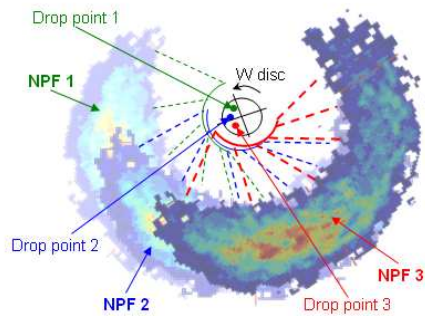 Drop point 1
W disc
NPF 1
Drop point 2
NPF 2
NPF 3
Drop point 3